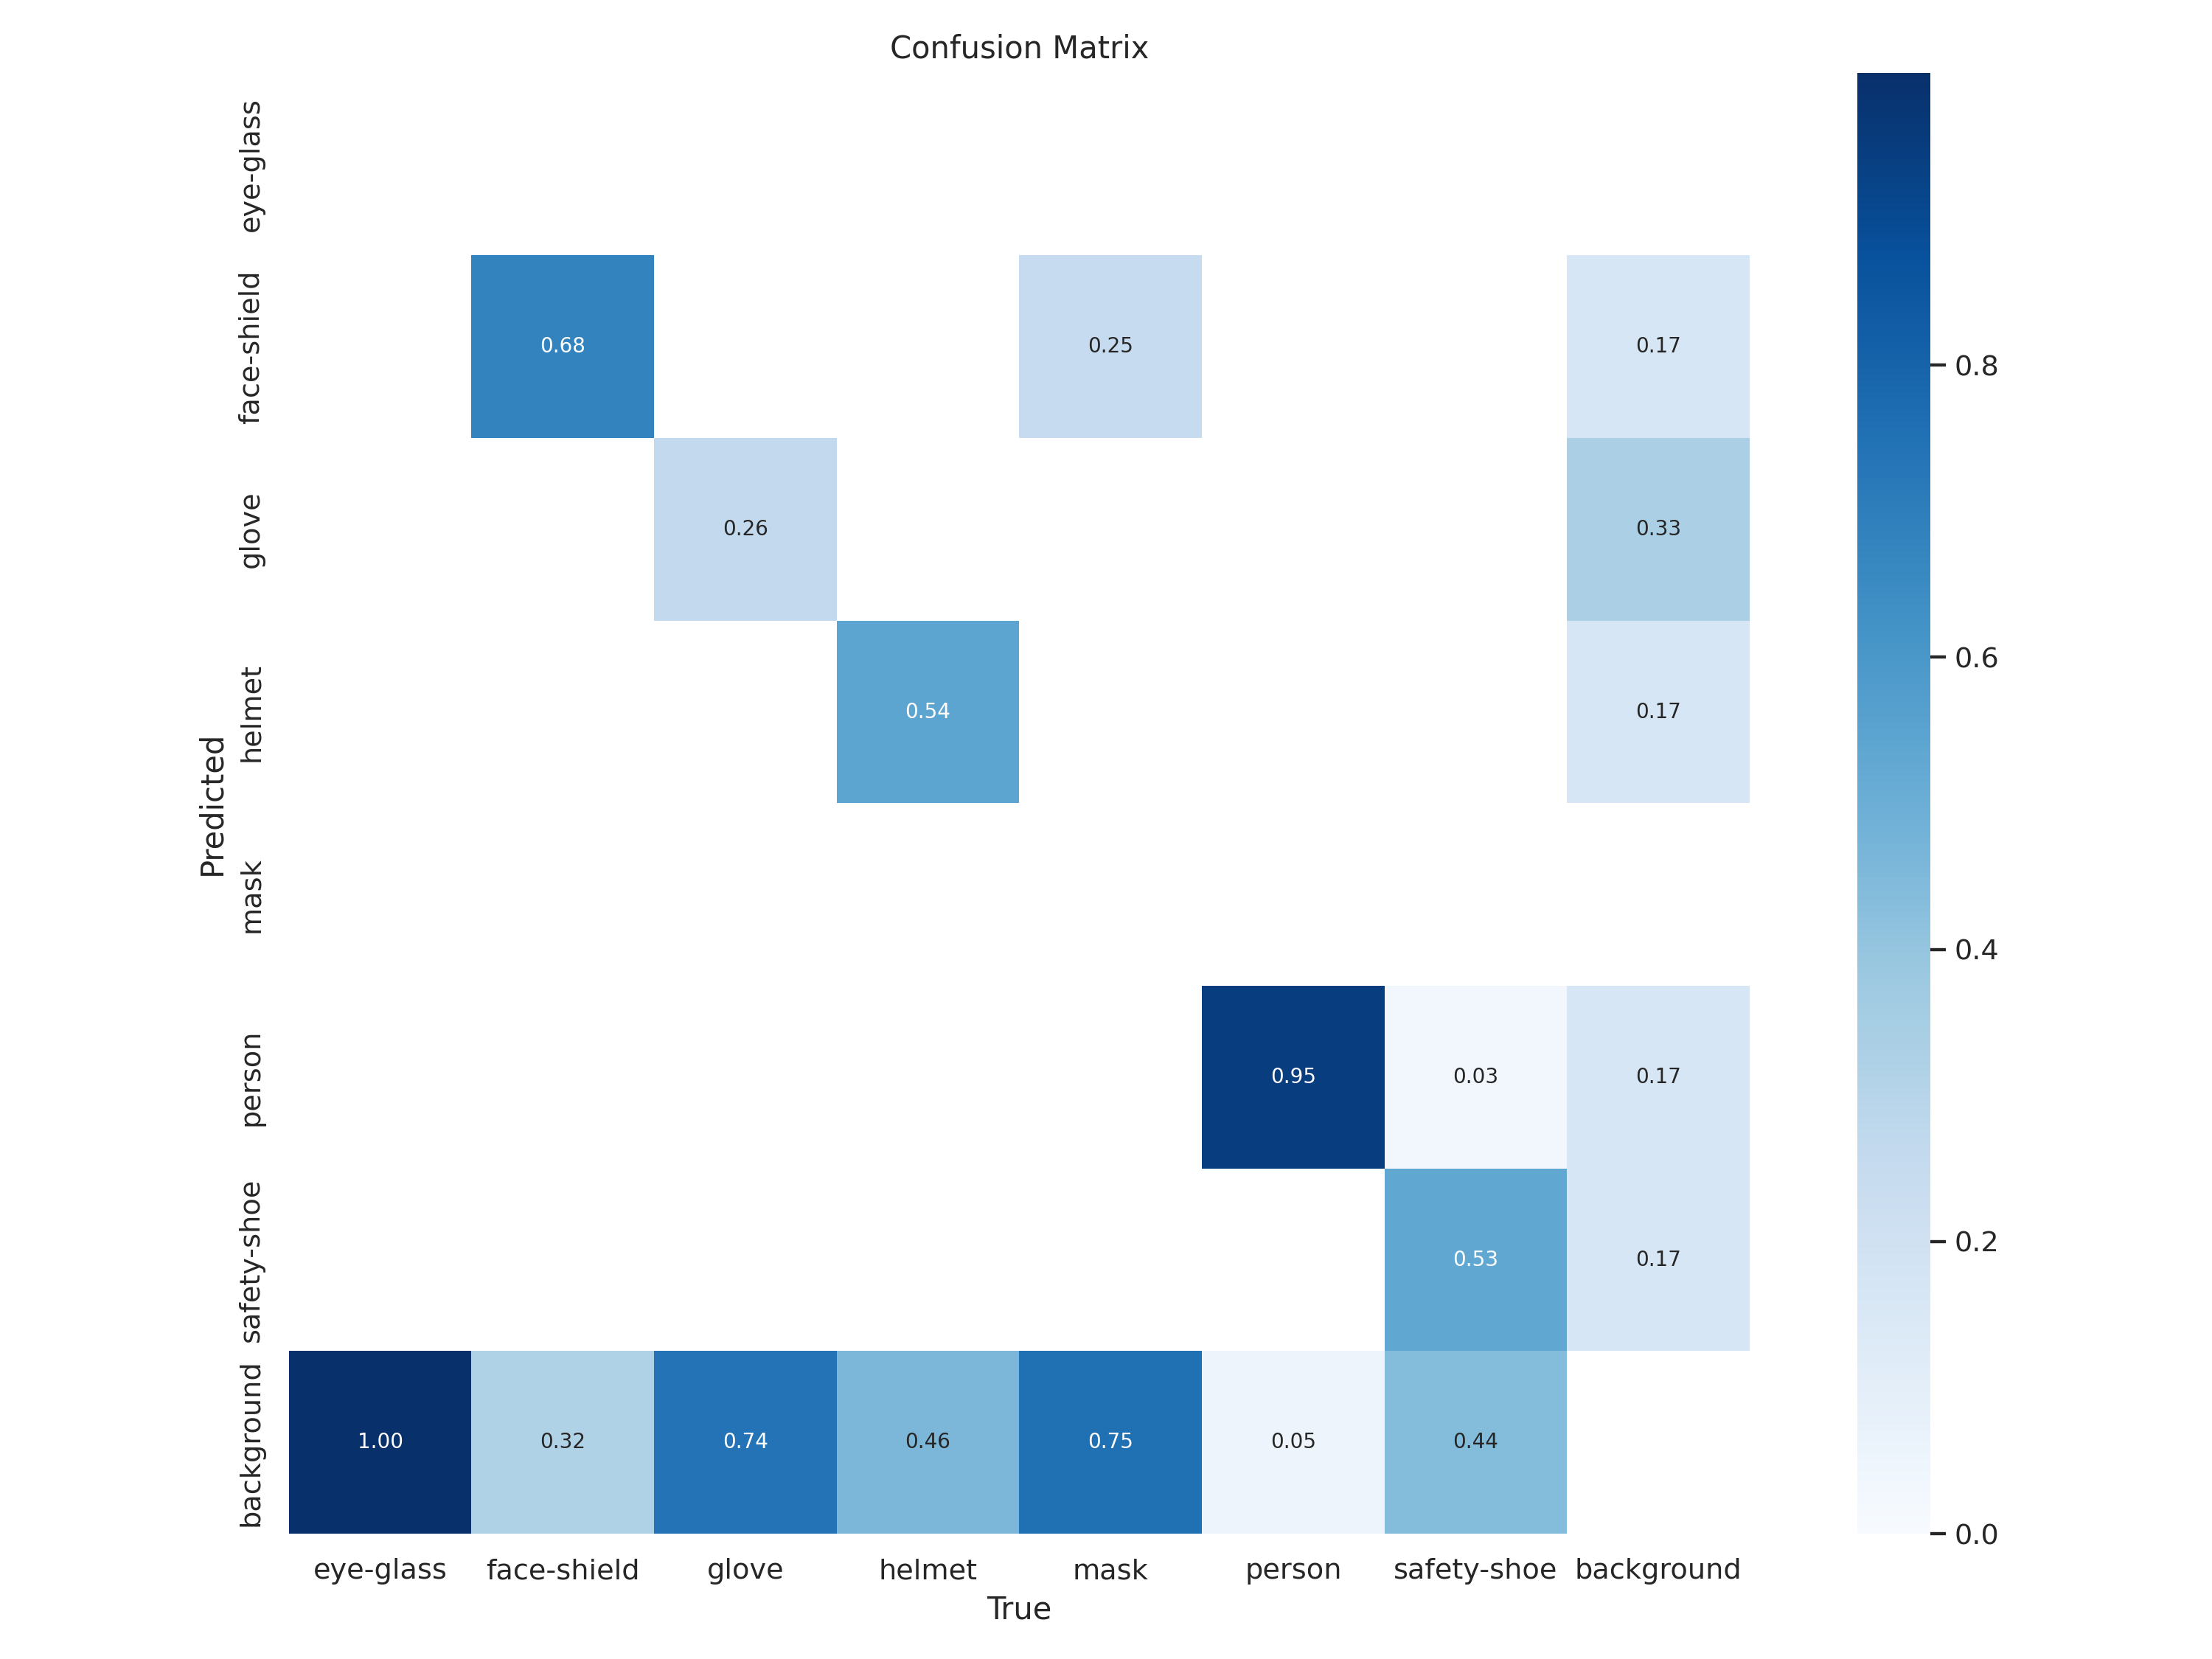 Confusion Matrix
eye-glass
face-shield
0.68
0.25
0.17
0.8
glove
0.26
0.33
helmet
0.54
0.17
0.6
Predicted
mask
0.4
person
0.95
0.03
0.17
safety-shoe
0.53
0.17
0.2
background
1.00
0.32
0.74
0.46
0.75
0.05
0.44
0.0
eye-glass face-shield glove helmet mask person safety-shoe background
True